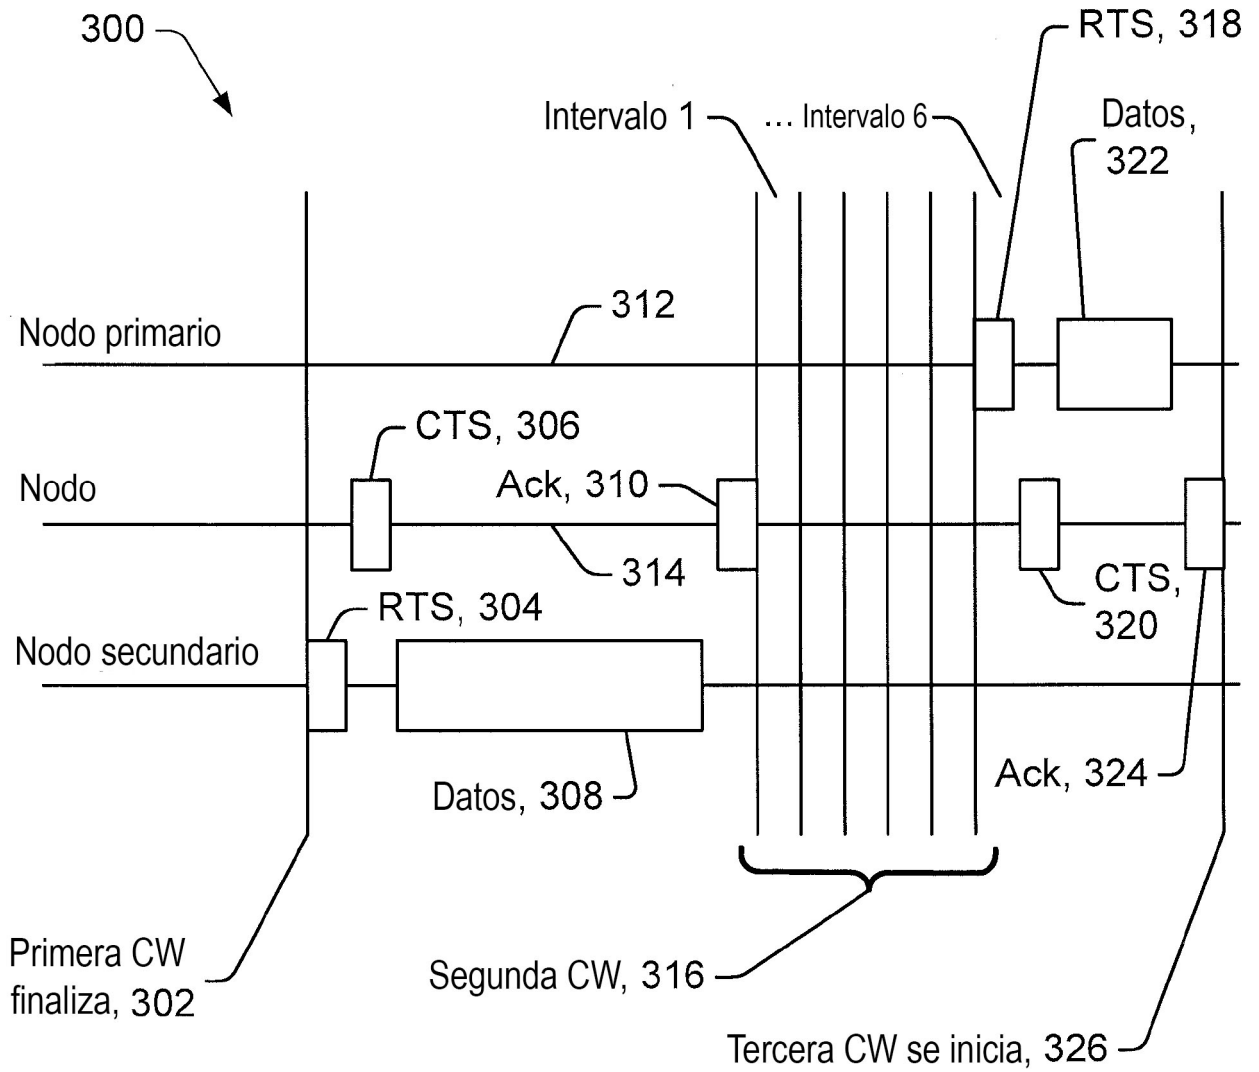 300
RTS, 318
Intervalo 1
... Intervalo 6
Datos,
322
312
Nodo primario
CTS, 306
Nodo
Ack, 310
314
CTS,
320
RTS, 304
Nodo secundario
Ack, 324
Datos, 308
Primera CW
finaliza, 302
Segunda CW, 316
Tercera CW se inicia, 326